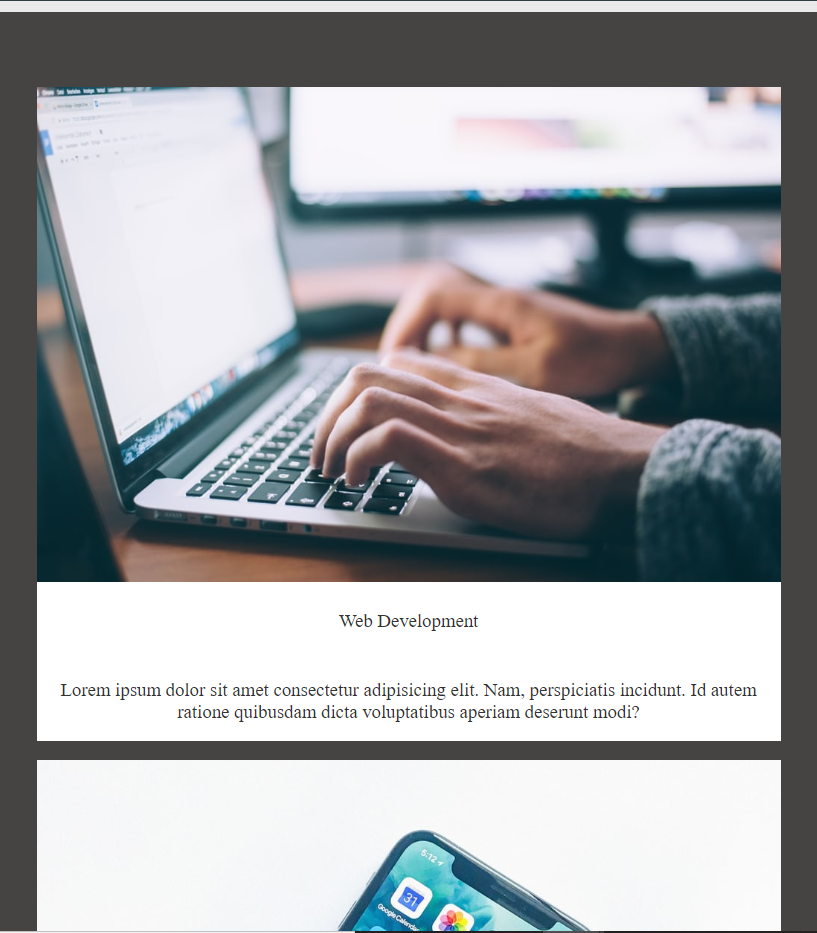 Web Development
Lorem ipsum dolor sit amet consectetur adipisicing elit. Nam, perspiciatis incidunt. Id autem
ratione quibusdam dicta voluptatibus aperiam deserunt modi?
5:12
31
Google Calendar